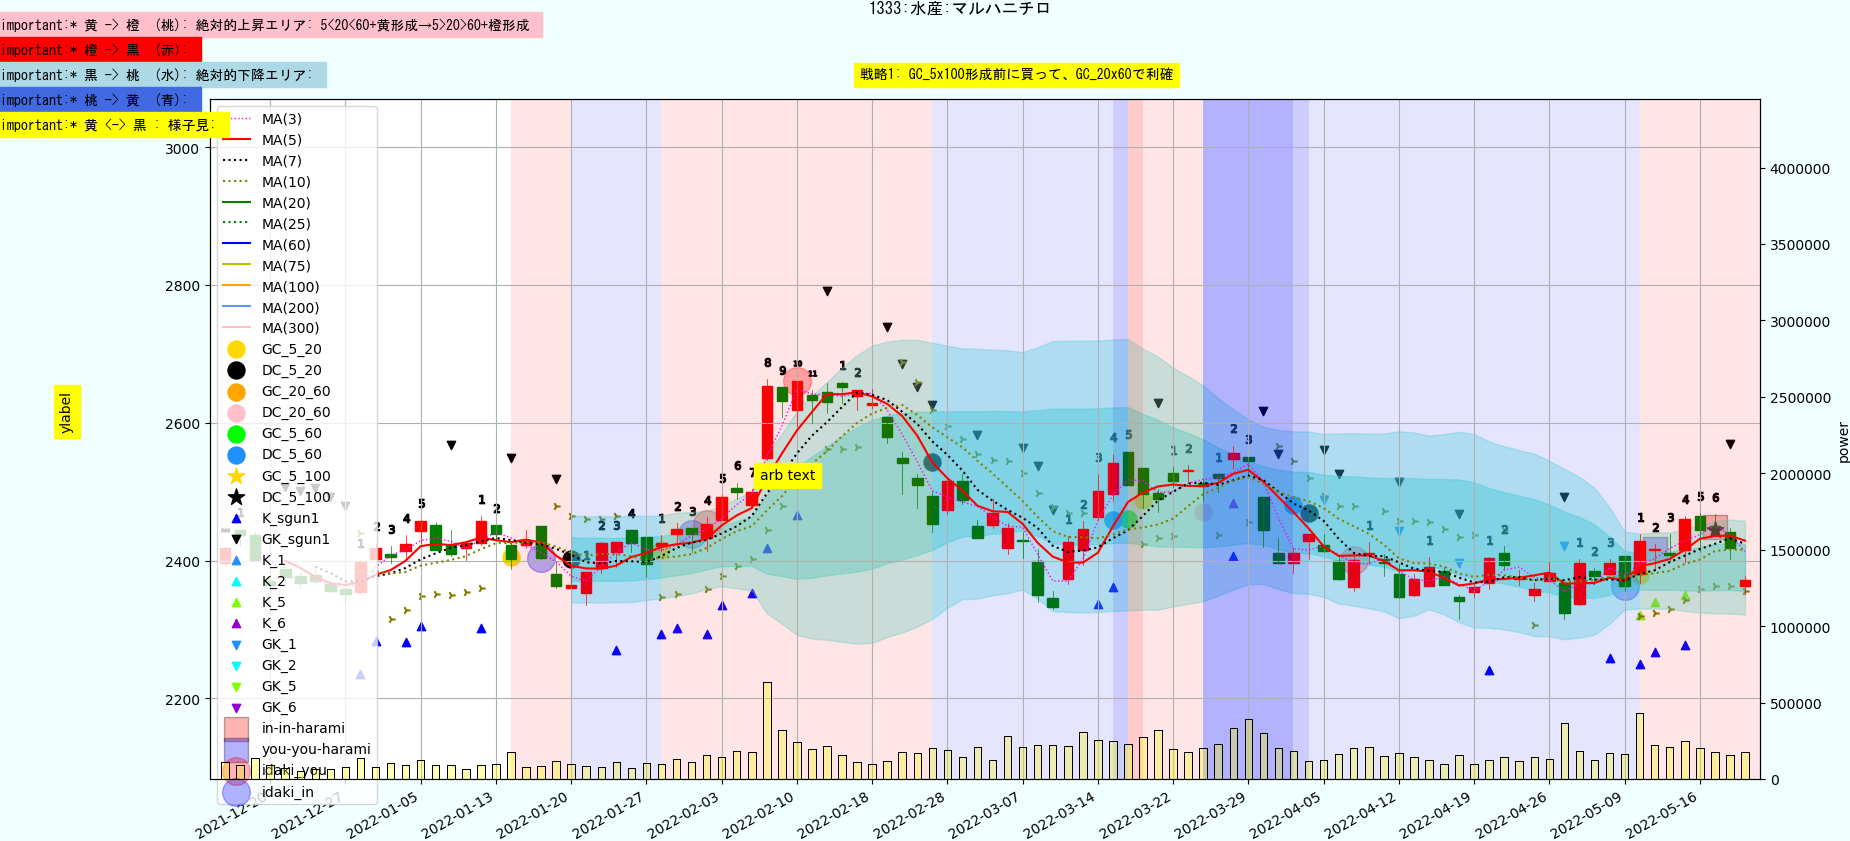 1333:水産:マルハニチロ
important:* 黄 -> 橙 (桃): 絶対的上昇エリア: 5<20<60+黄形成→5>20>60+橙形成
important:* 橙 -> 黒 (赤):
important:* 黒 -> 桃 (水): 絶対的下降エリア:
戦略1: GC_5x100形成前に買って、GC_20x60で利確
important:* 桃 -> 黄 (青):
important:* 黄 <-> 黒 : 様子見:
MA(3)
MA(5)
MA(7)
MA(10)
MA(20)
MA(25)
MA(60)
MA(75)
MA(100)
MA(200)
MA(300)
GC_5_20
DC_5_20
GC_20_60
DC_20_60
GC_5_60
DC_5_60
GC_5_100
DC_5_100
K_sgun1
GK_sgun1
K_1
K_2
K_5
K_6
GK_1
GK_2
GK_5
GK_6
in-in-harami
you-you-harami
idaki_you
idaki_in
3000
2800
2600
2400
2200
ylabel
arb text
4000000
3500000
3000000
2500000
2000000
1500000
1000000
500000
0
power
2021-12-20
2021-12-27
2022-01-05
2022-01-13
2022-01-20
2022-01-27
2022-02-03
2022-02-10
2022-02-18
2022-02-28
2022-03-07
2022-03-14
2022-03-22
2022-03-29
2022-04-05
2022-04-12
2022-04-19
2022-04-26
2022-05-09
2022-05-16